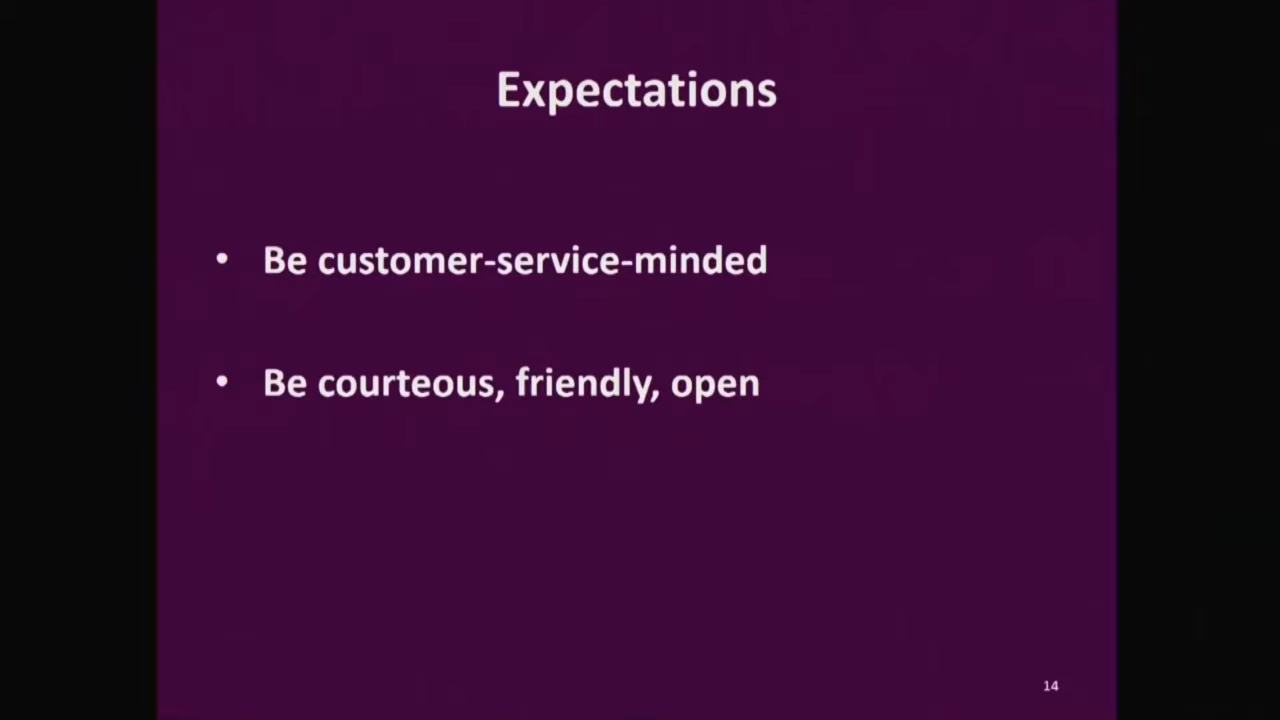 Expectations
• Be customer-service-minded
• Be courteous, friendly, open
14